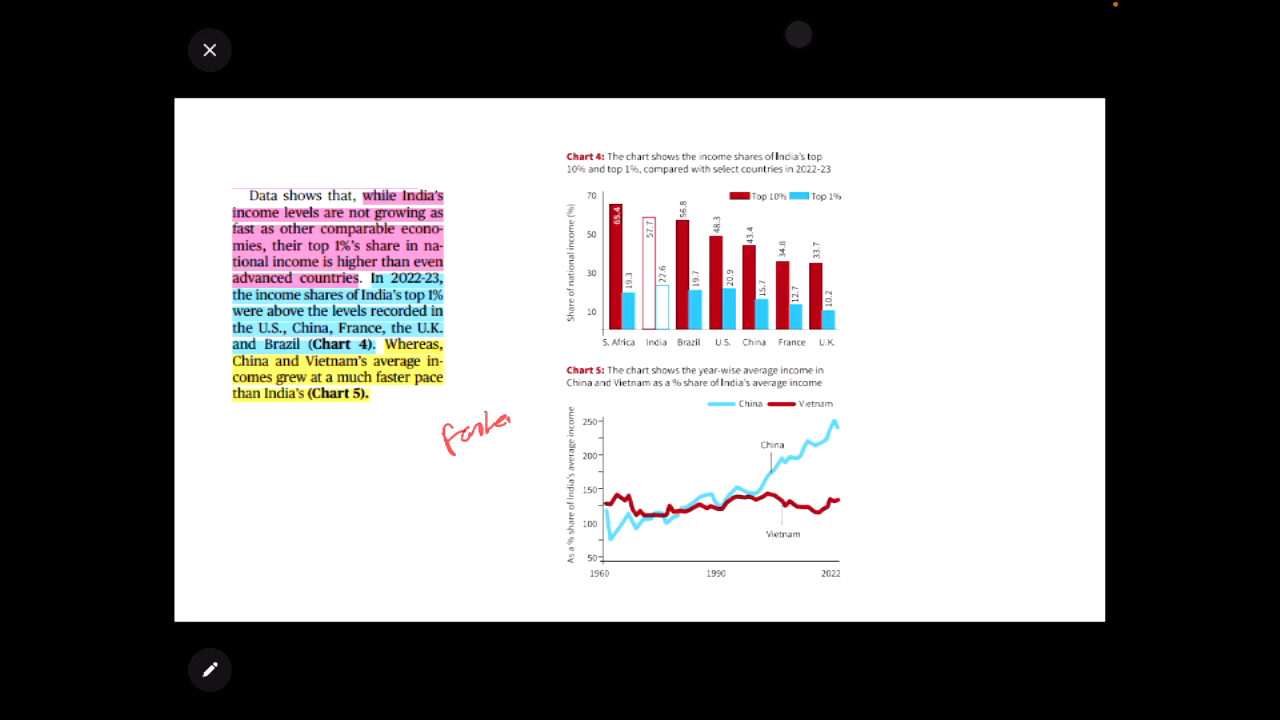 Data shows that, while India's
income levels are not growing as
fast as other comparable econo-
mies, their top 1%'s share in na-
tional income is higher than even
advanced countries. In 2022-23,
the income shares of India's top 1%
were above the levels recorded in
the U.S., China, France, the U.K.
and Brazil (Chart 4). Whereas,
China and Vietnam's average in-
comes grew at a much faster pace
than India's (Chart 5).
Chart 4: The chart shows the income shares of India's top
10% and top 1%, compared with select countries in 2022-23
Top 10% Top 1%
Share of national income (%)
70
50
30
10
65.4 19.3 57.7 22.6 56.8 19.7 48.3 20.9 43.4 15.7 34.8 12.7 33.7 10.2
S. Africa India Brazil U.S. China France U.K.
Chart 5: The chart shows the year-wise average income in
China and Vietnam as a % share of India's average income
China Vietnam
As a % share of India's average income
250
200
150
100
50
China
Vietnam
1960 1990 2022